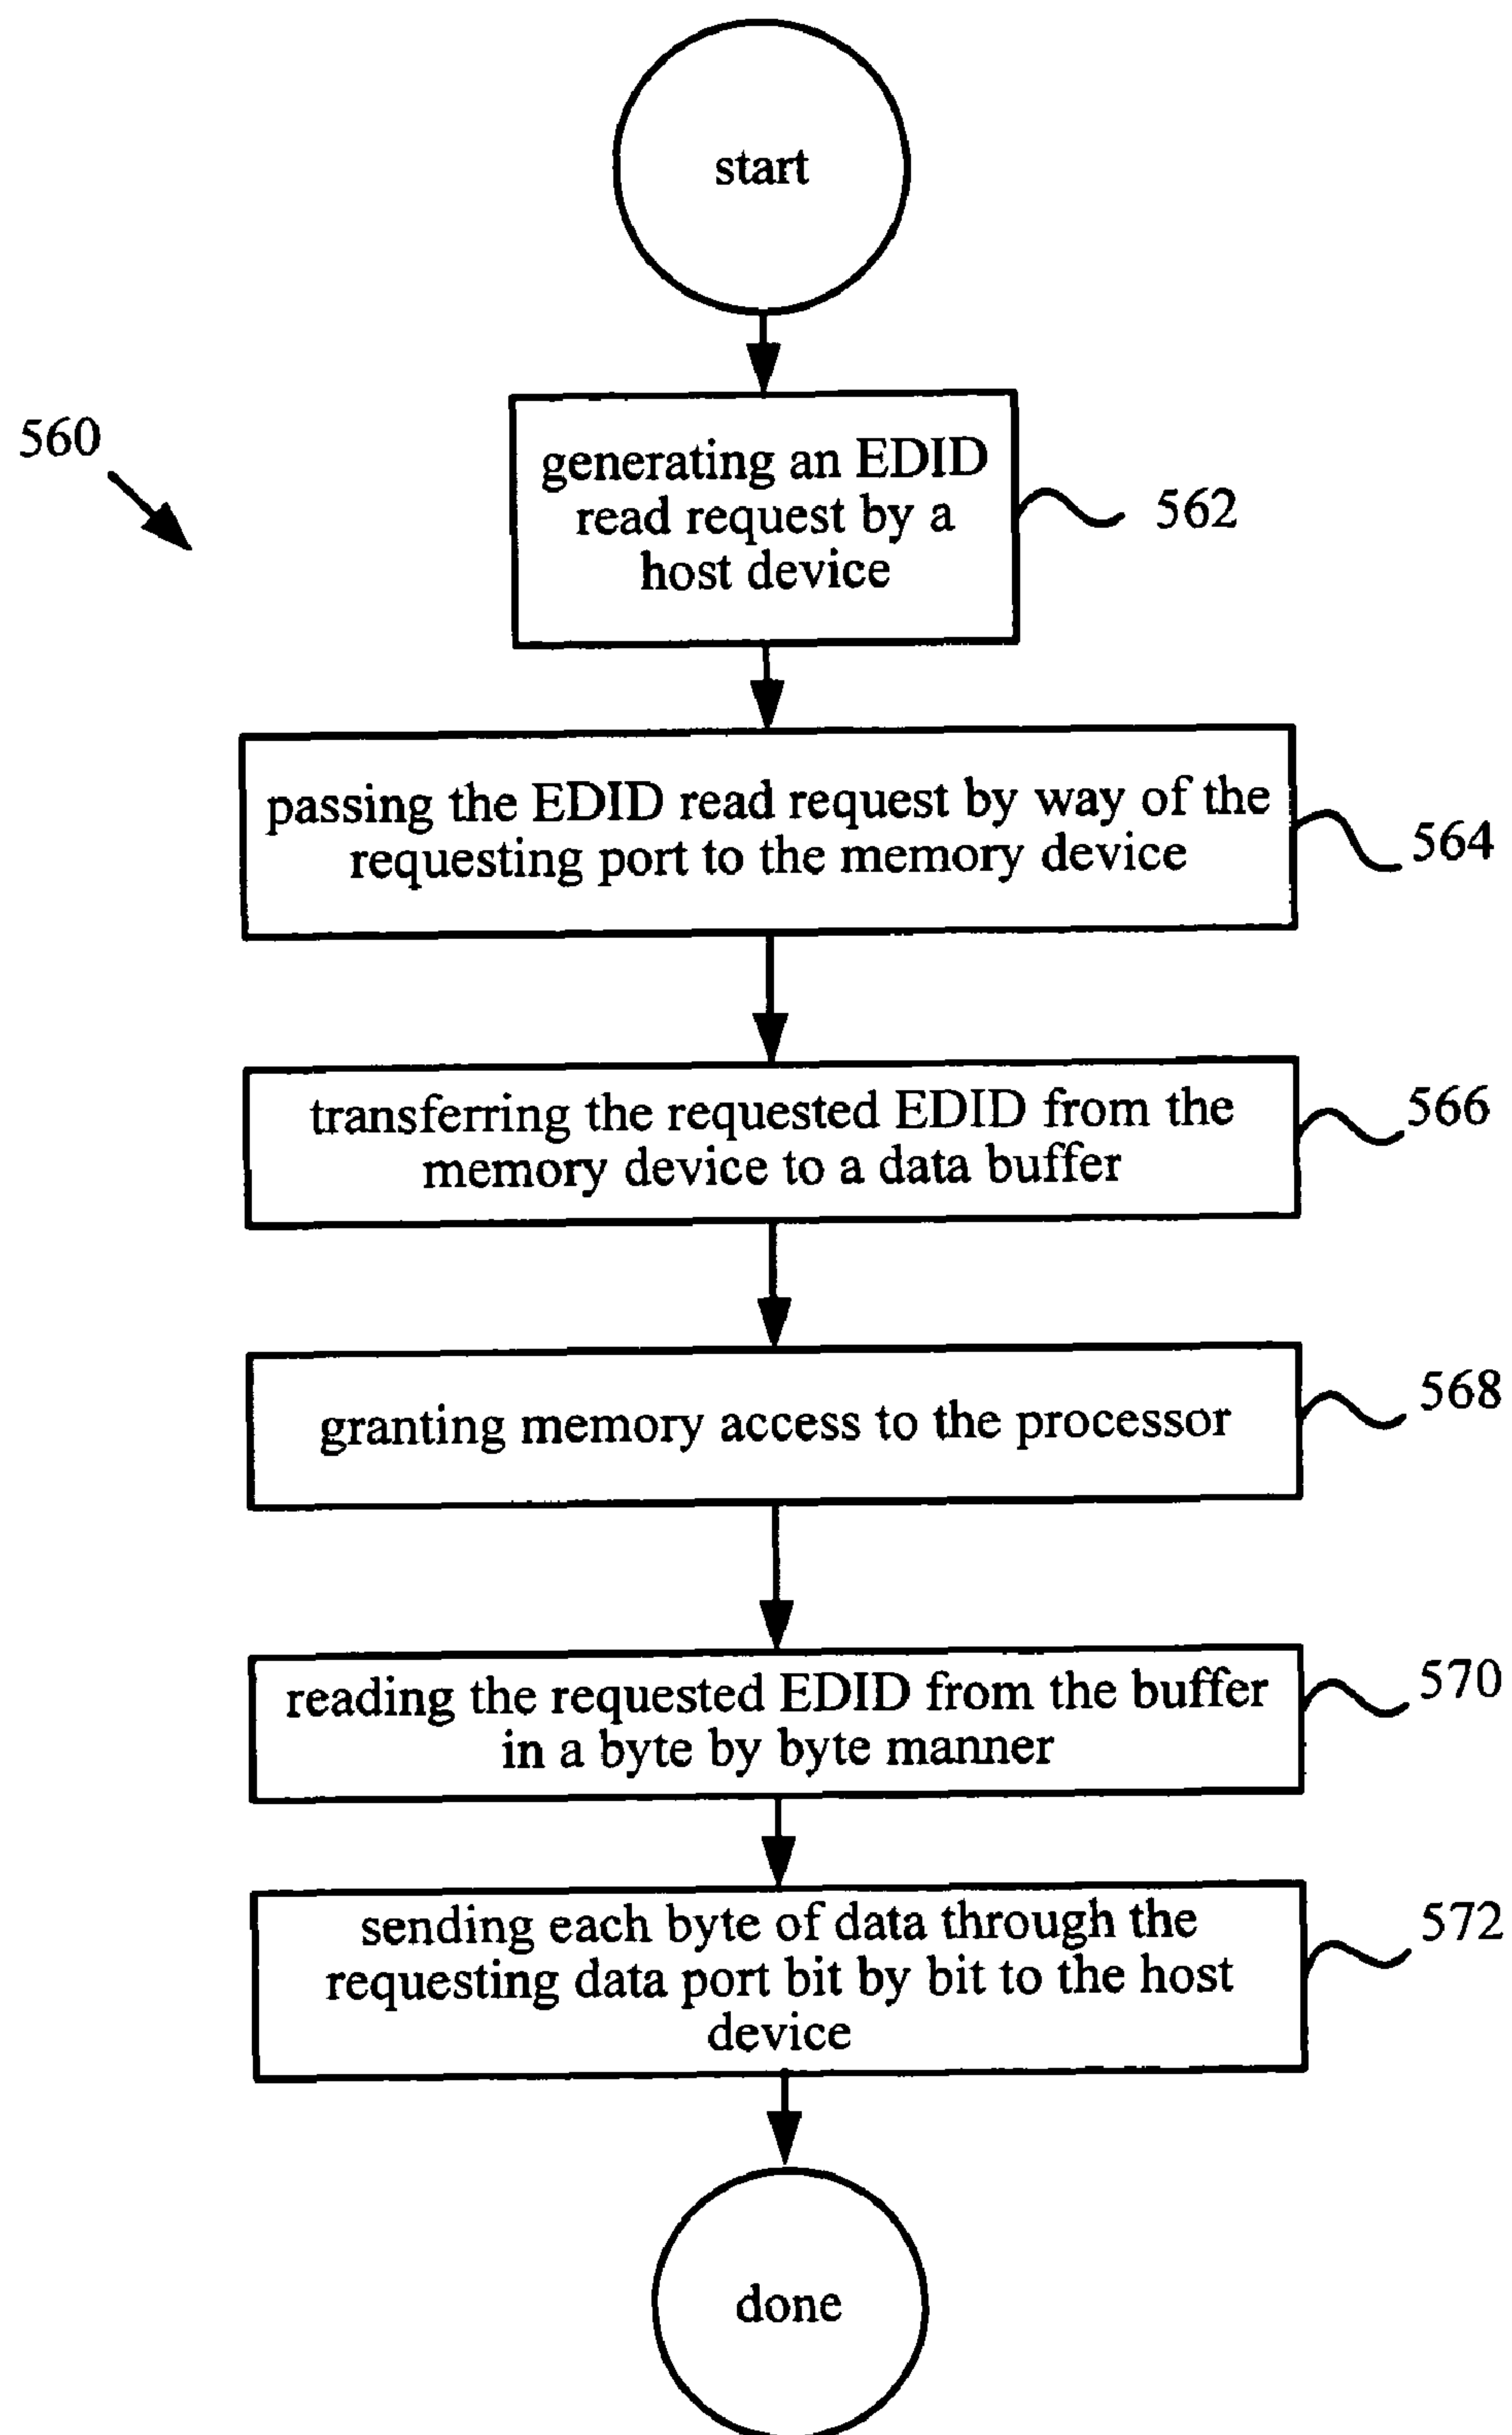 start
560
generating an EDID
read request by a
host device
562
passing the EDID read request by way of the
requesting port to the memory device
564
transferring the requested EDID from the
memory device to a data buffer
566
granting memory access to the processor
568
reading the requested EDID from the buffer
in a byte by byte manner
570
sending each byte of data through the
requesting data port bit by bit to the host
device
572
done